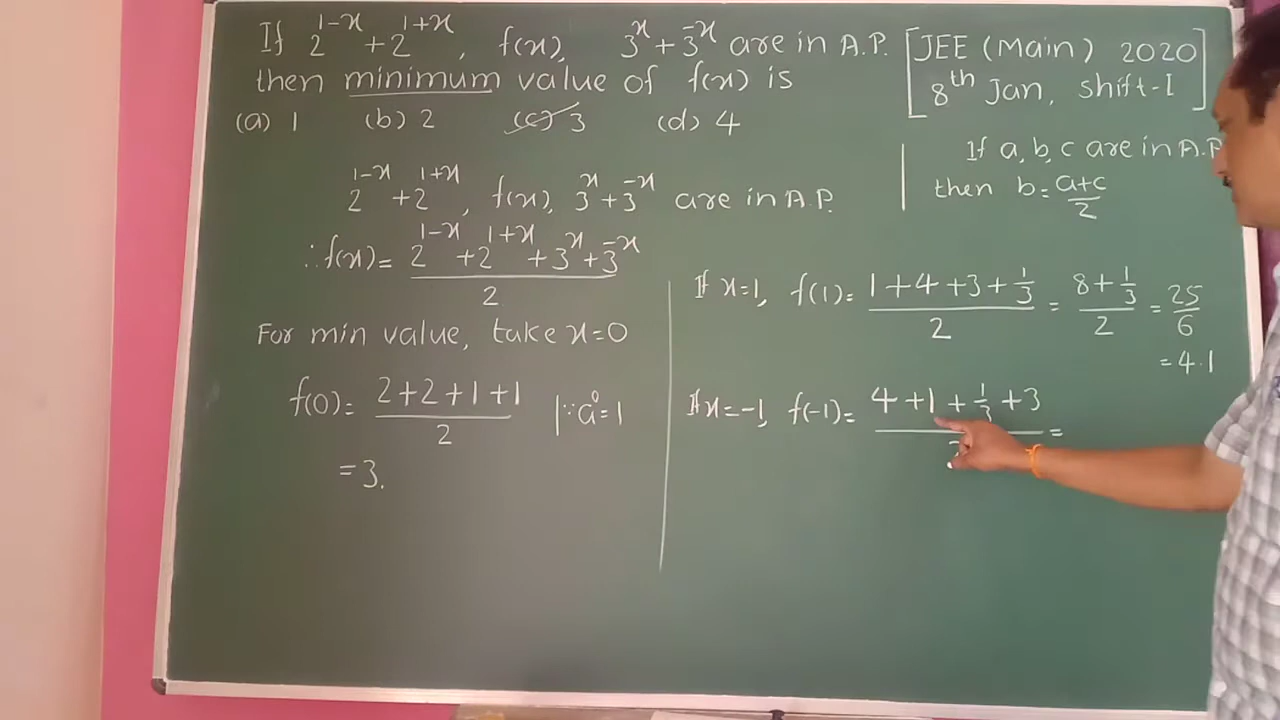 If 2^{1-x} + 2^{1+x}, f(x), 3^x + 3^{-x} are in A.P.
then minimum value of f(x) is
[JEE (Main) 2020
8th Jan, shift-I]
(a) 1 (b) 2 (c) 3 (d) 4
If a, b, c are in A.P
then b = (a+c)/2
2^{1-x} + 2^{1+x}, f(x), 3^x + 3^{-x} are in A.P.
∴ f(x) = (2^{1-x} + 2^{1+x} + 3^x + 3^{-x})/2
For min value, take x=0
f(0) = (2+2+1+1)/2 | ∵ a^0 = 1
= 3.
If x=1, f(1) = (1+4+3+1/3)/2 = (8+1/3)/2 = 25/6
= 4.1
If x=-1, f(-1) = (4+1+1/3+3)/ =